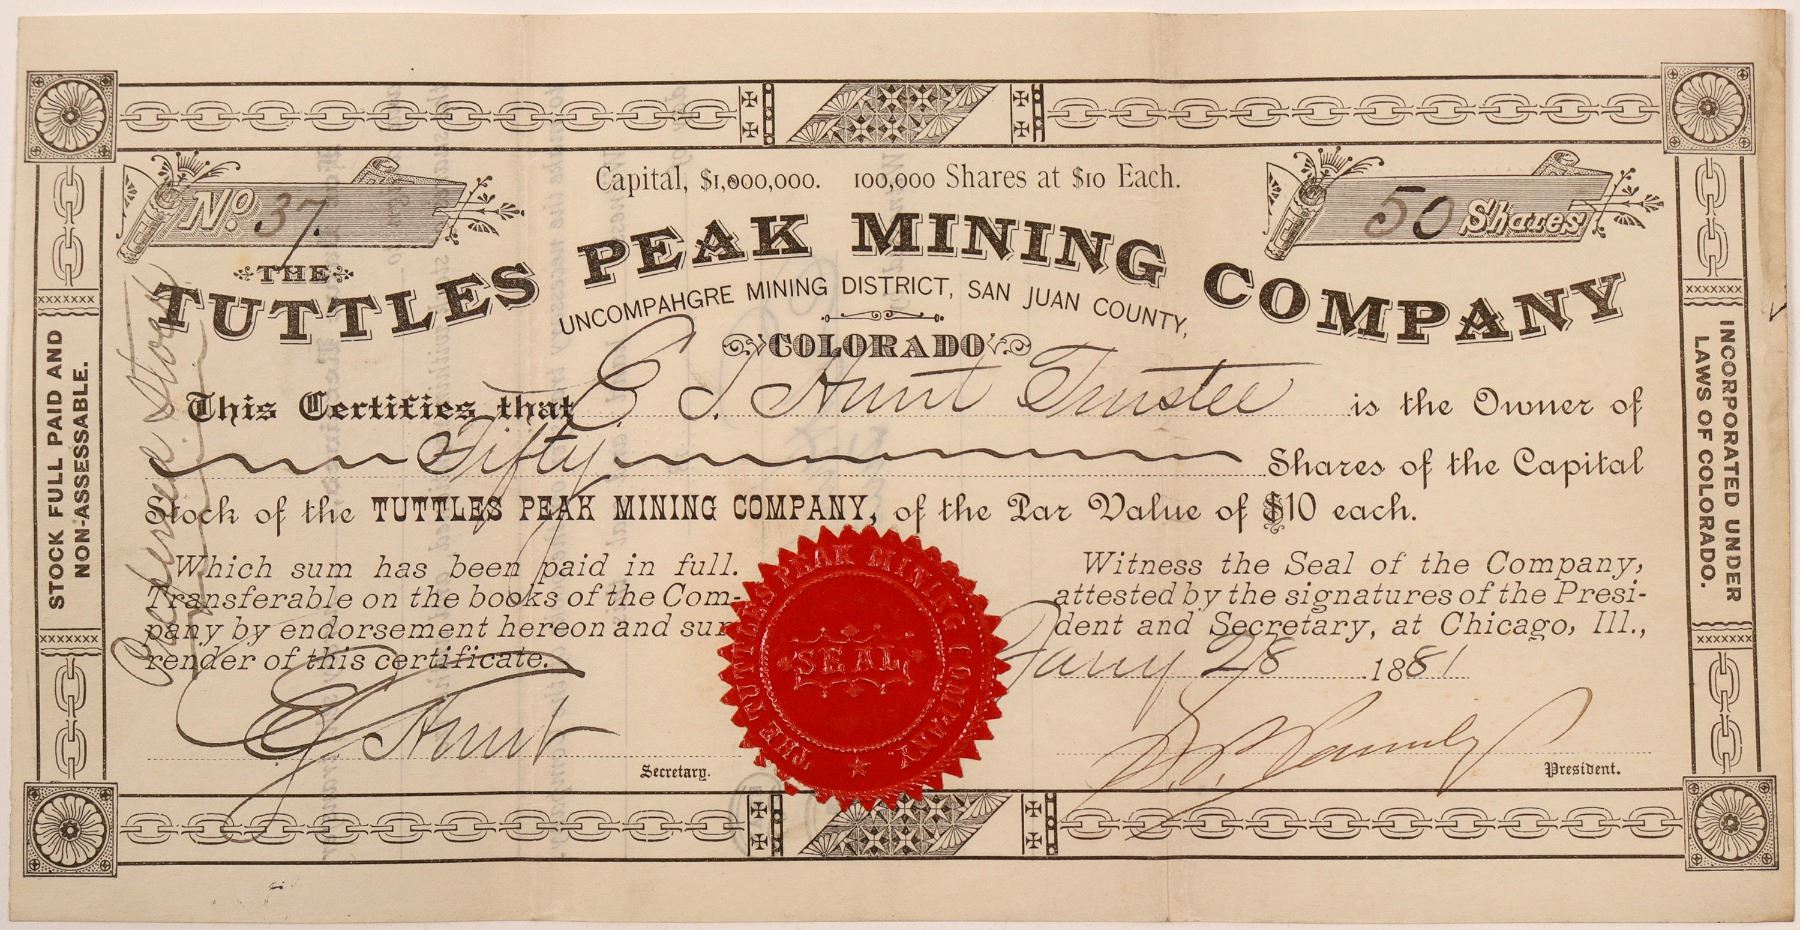 Capital, $1,000,000. 100,000 Shares at $10 Each.
No. 37.
50 Shares
THE
TUTTLES PEAK MINING COMPANY
UNCOMPAHGRE MINING DISTRICT, SAN JUAN COUNTY,
COLORADO
This Certifies that E J Hunt Trustee is the Owner of
Fifty Shares of the Capital
Stock of the TUTTLES PEAK MINING COMPANY, of the Par Value of $10 each.
Which sum has been paid in full.
Transferable on the books of the Com-
pany by endorsement hereon and sur
render of this certificate.
Witness the Seal of the Company,
attested by the signatures of the Presi-
dent and Secretary, at Chicago, Ill.,
Jany 28 1881
E J Hunt
Secretary.
President.
THE TUTTLES PEAK MINING COMPANY
SEAL
STOCK FULL PAID AND
NON-ASSESSABLE.
INCORPORATED UNDER
LAWS OF COLORADO.
Preference Stock